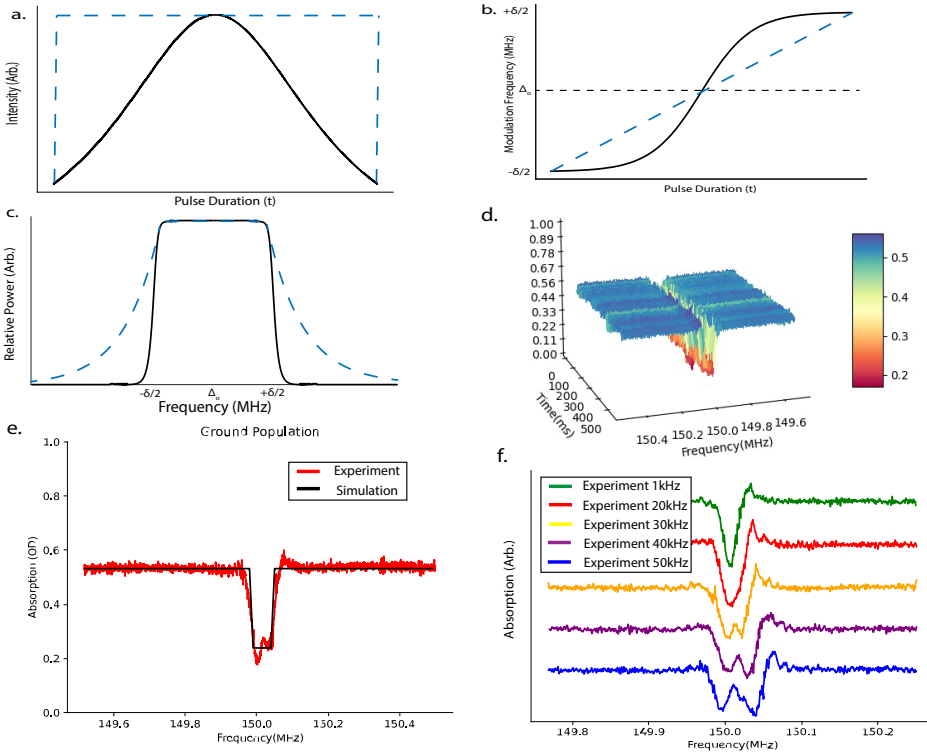 a.
Intensity (Arb.)
Pulse Duration (t)
b.
+δ/2
Modulation Frequency (MHz)
Δ₀
-δ/2
Pulse Duration (t)
c.
Relative Power (Arb.)
-δ/2 Δ₀ +δ/2
Frequency (MHz)
d.
1.00
0.89
0.78
0.67
0.56
0.44
0.33
0.22
0.11
0.00
0
100
200
300
400
500
Time(ms)
150.4 150.2 150.0 149.8 149.6
Frequency(MHz)
0.5
0.4
0.3
0.2
e.
Ground Population
Experiment
Simulation
1.0
0.8
0.6
0.4
0.2
0.0
Absorption (OD)
149.6 149.8 150.0 150.2 150.4
Frequency(MHz)
f.
Experiment 1kHz
Experiment 20kHz
Experiment 30kHz
Experiment 40kHz
Experiment 50kHz
Absorption (Arb.)
149.8 149.9 150.0 150.1 150.2
Frequency(MHz)